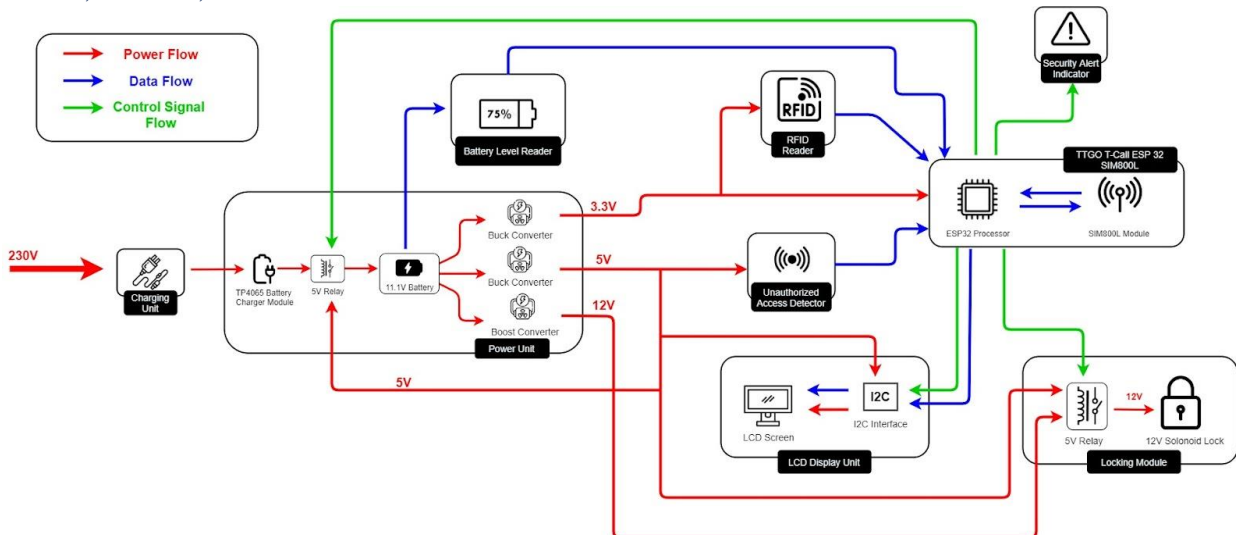 Power Flow
Data Flow
Control Signal
Flow
75%
Battery Level Reader
RFID
RFID
Reader
Security Alert
Indicator
TTGO T-Call ESP 32
SIM800L
ESP32 Processor
SIM800L Module
230V
Charging
Unit
TP4065 Battery
Charger Module
5V Relay
11.1V Battery
Buck Converter
Buck Converter
Boost Converter
Power Unit
3.3V
5V
12V
5V
Unauthorized
Access Detector
I2C
LCD Screen
I2C Interface
LCD Display Unit
12V
5V Relay
12V Solonoid Lock
Locking Module